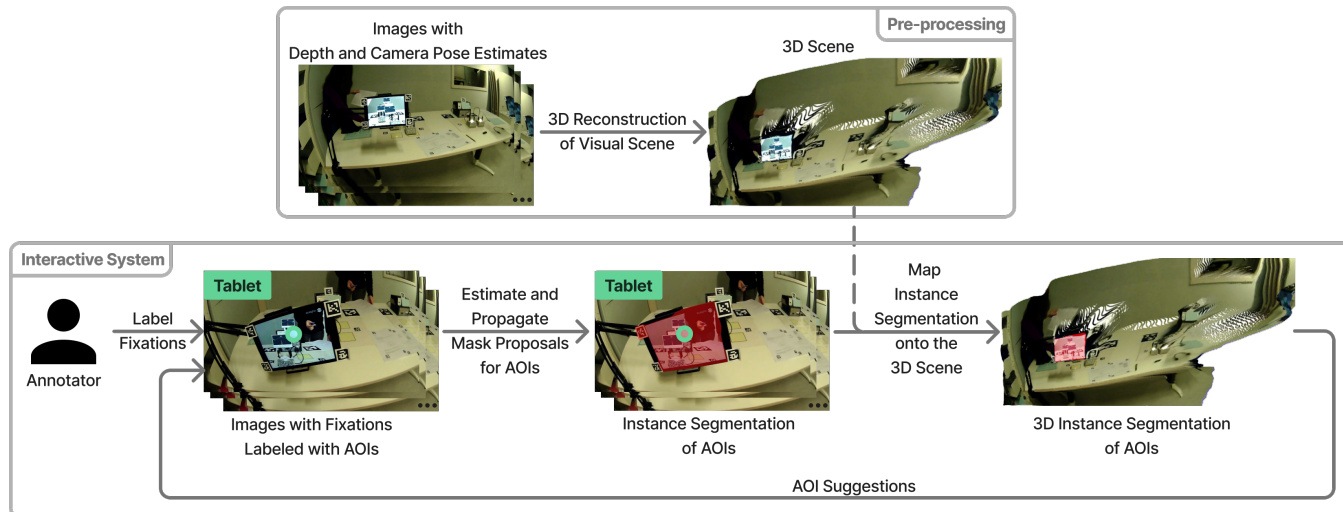 Pre-processing
Images with
Depth and Camera Pose Estimates
3D Scene
3D Reconstruction
of Visual Scene
Interactive System
Annotator
Label
Fixations
Tablet
Images with Fixations
Labeled with AOIs
Estimate and
Propagate
Mask Proposals
for AOIs
Tablet
Instance Segmentation
of AOIs
Map
Instance
Segmentation
onto the
3D Scene
3D Instance Segmentation
of AOIs
AOI Suggestions